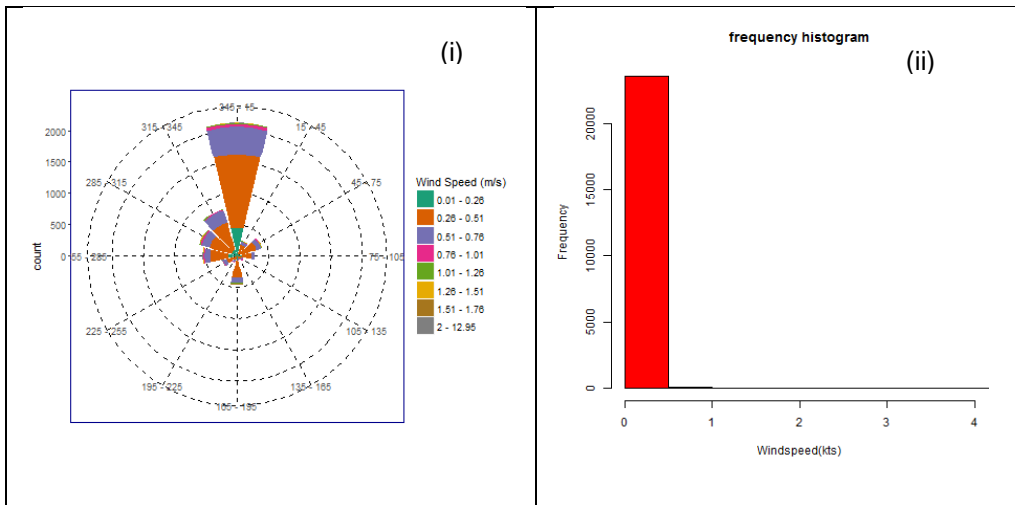 (i)
345 - 15
15 - 45
45 - 75
75 - 105
105 - 135
135 - 165
165 - 195
195 - 225
225 - 255
55 - 285
285 - 315
315 - 345
2000
1500
1000
500
0
count
Wind Speed (m/s)
0.01 - 0.26
0.26 - 0.51
0.51 - 0.76
0.76 - 1.01
1.01 - 1.26
1.26 - 1.51
1.51 - 1.76
2 - 12.95
frequency histogram
(ii)
20000
15000
10000
5000
0
Frequency
0 1 2 3 4
Windspeed(kts)